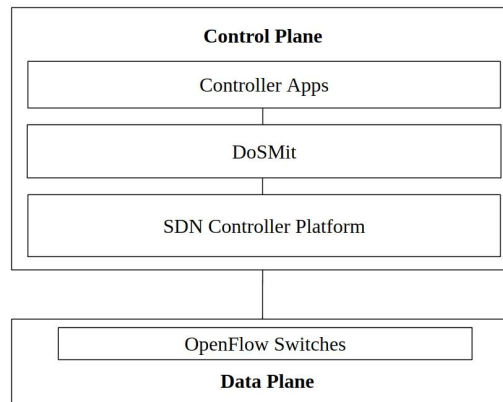 Control Plane
Controller Apps
DoSMit
SDN Controller Platform
OpenFlow Switches
Data Plane